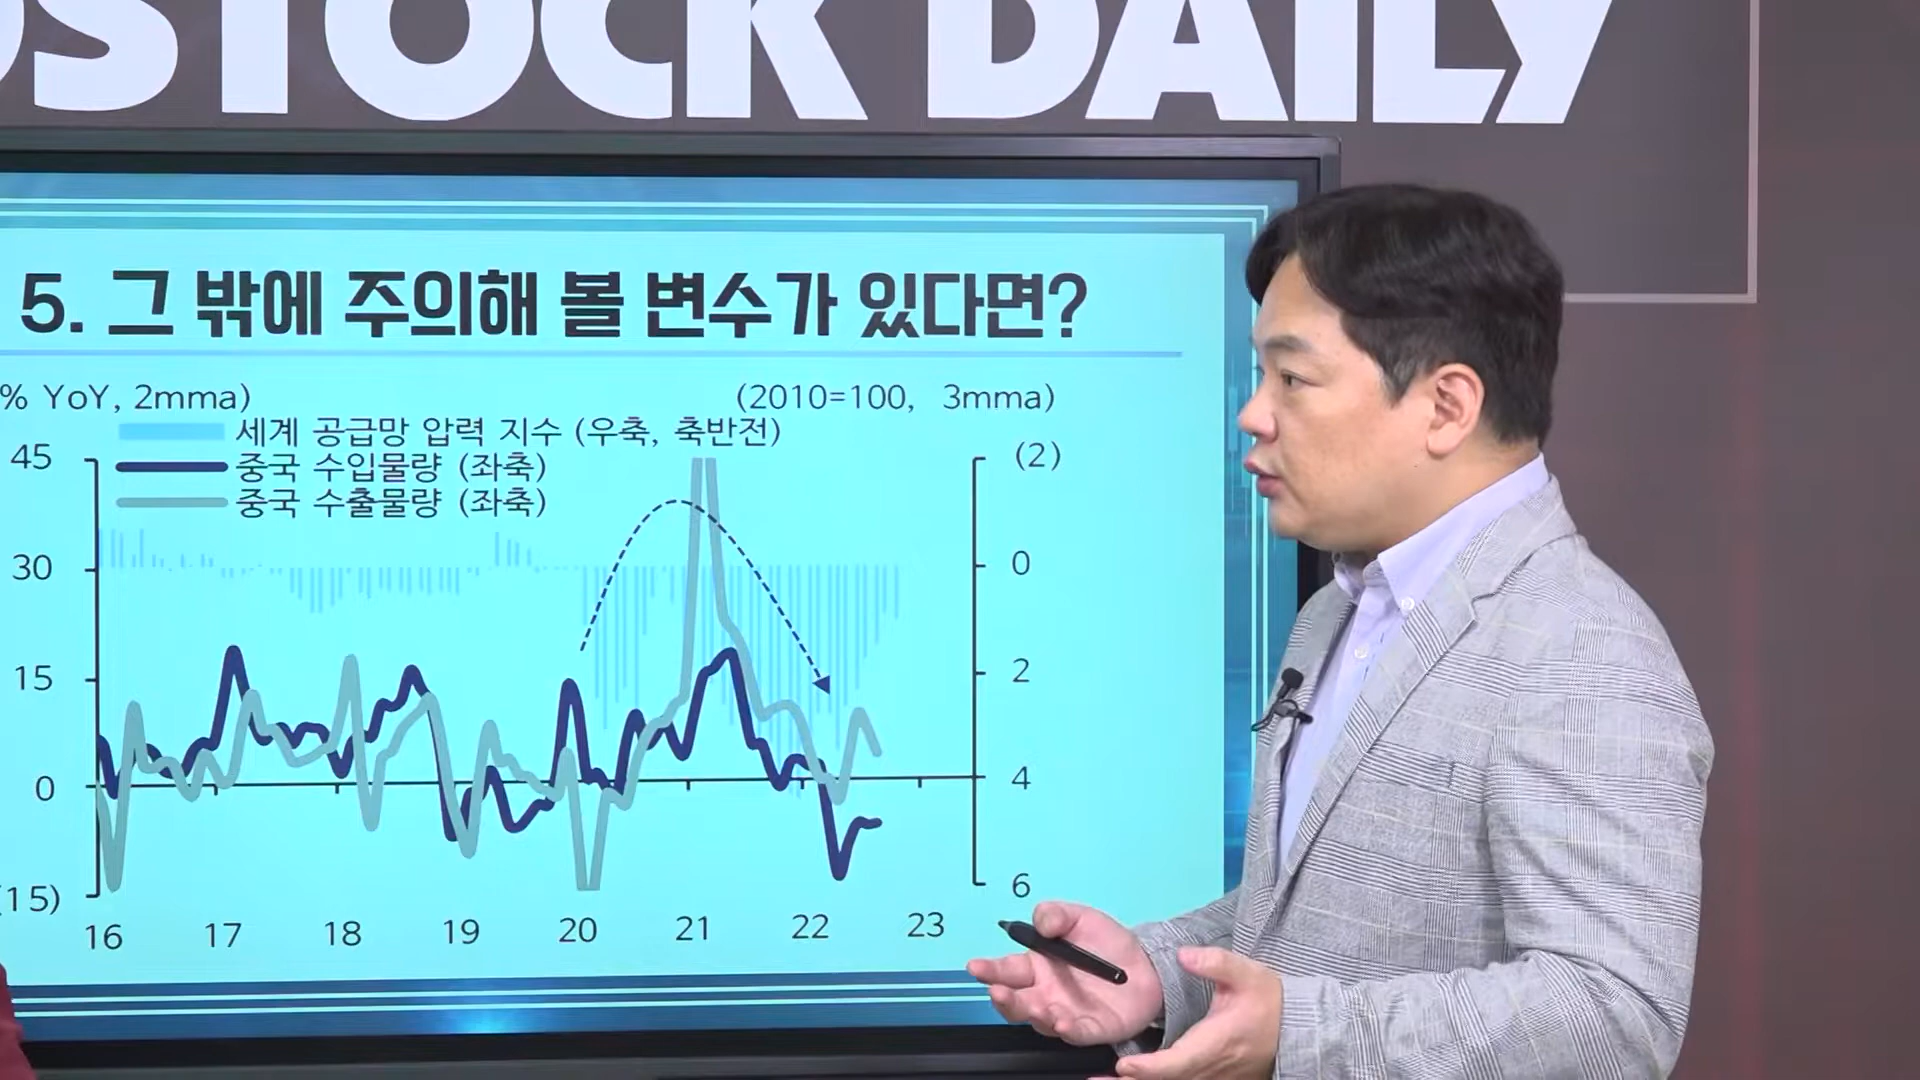 OSTOCK DAILY
5. 그 밖에 주의해 볼 변수가 있다면?
% YoY, 2mma)
(2010=100, 3mma)
세계 공급망 압력 지수 (우축, 축반전)
중국 수입물량 (좌축)
중국 수출물량 (좌축)
45
30
15
0
(15)
(2)
0
2
4
6
16 17 18 19 20 21 22 23